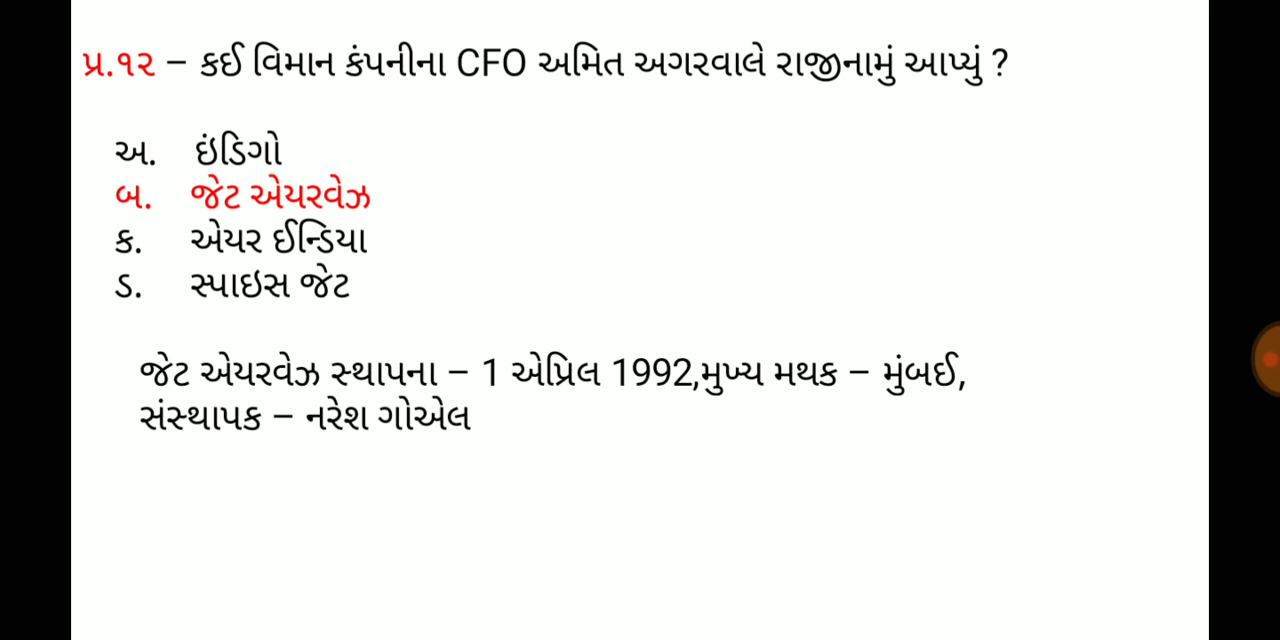 પ્ર.૧૨ – કઈ વિમાન કંપનીના CFO અમિત અગરવાલે રાજીનામું આપ્યું ?
અ. ઇંડિગો
બ. જેટ એયરવેઝ
ક. એયર ઈન્ડિયા
ડ. સ્પાઇસ જેટ
જેટ એયરવેઝ સ્થાપના – 1 એપ્રિલ 1992,મુખ્ય મથક – મુંબઈ,
સંસ્થાપક – નરેશ ગોએલ